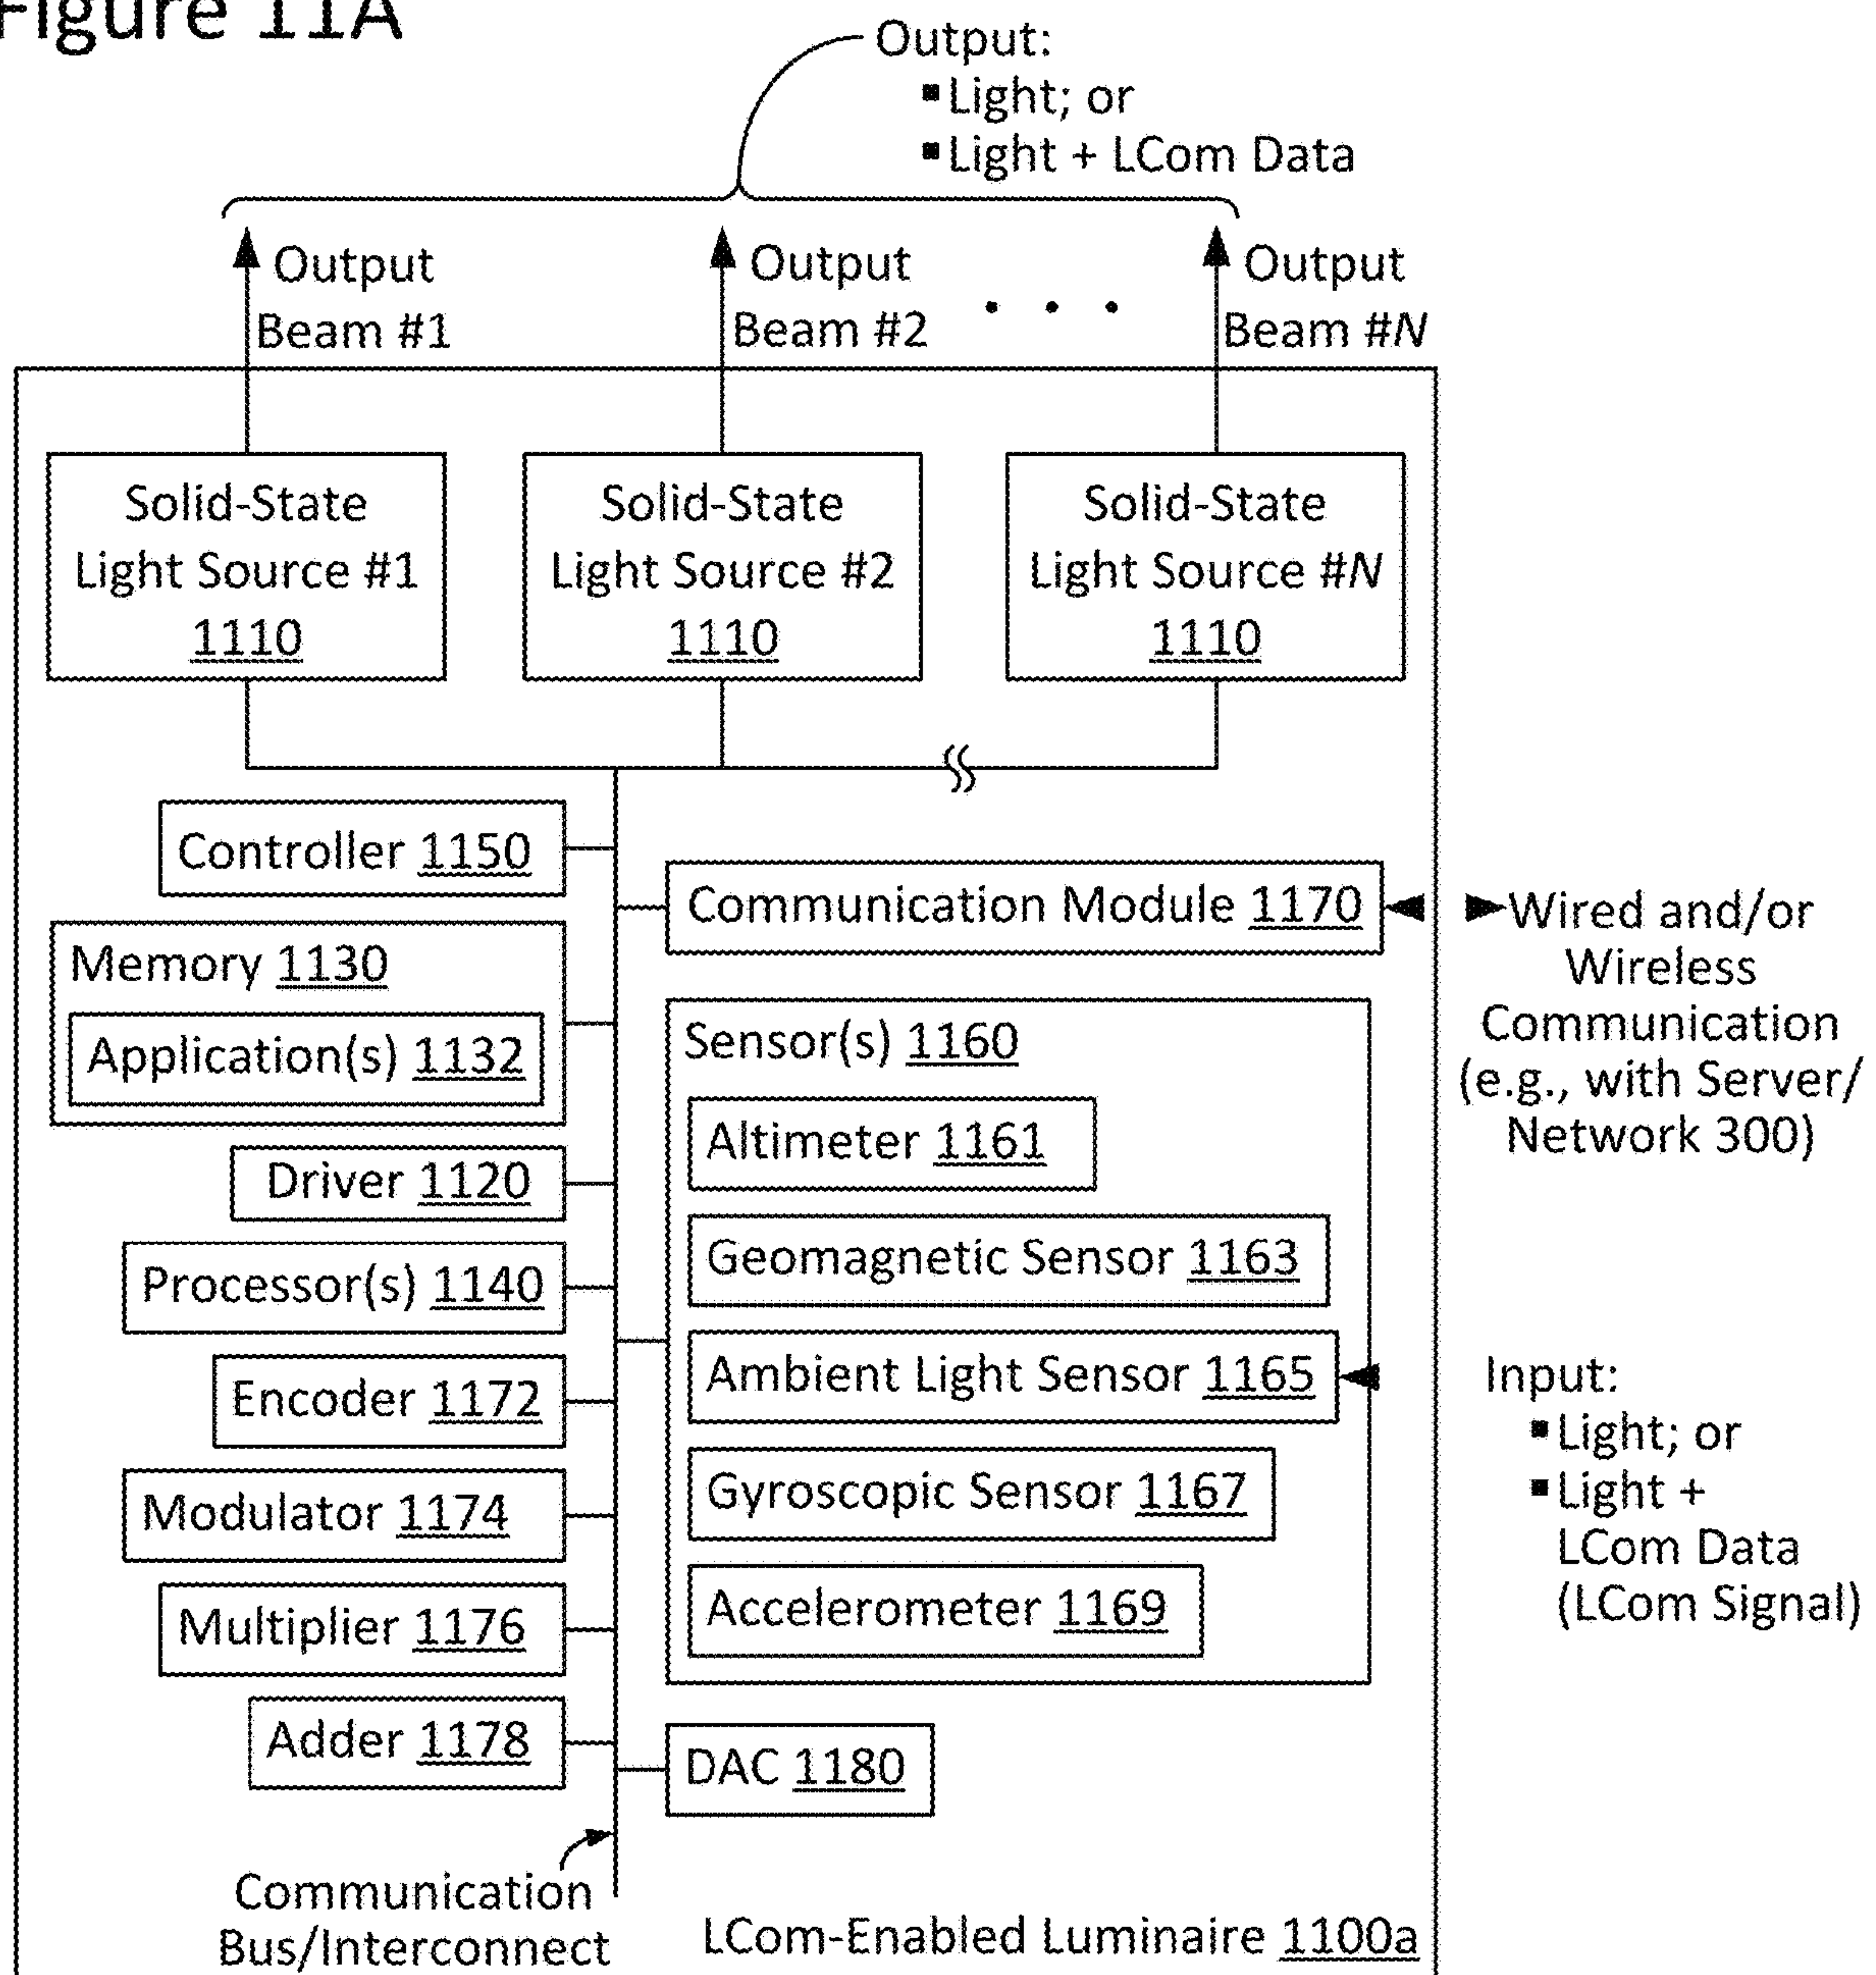 Figure 11A
Output:
▪ Light; or
▪ Light + LCom Data
Output
Beam #1
Output
Beam #2
. . .
Output
Beam #N
Solid-State
Light Source #1
1110
Solid-State
Light Source #2
1110
Solid-State
Light Source #N
1110
Controller 1150
Memory 1130
Application(s) 1132
Driver 1120
Processor(s) 1140
Encoder 1172
Modulator 1174
Multiplier 1176
Adder 1178
Communication
Bus/Interconnect
Communication Module 1170
Wired and/or
Wireless
Communication
(e.g., with Server/
Network 300)
Sensor(s) 1160
Altimeter 1161
Geomagnetic Sensor 1163
Ambient Light Sensor 1165
Gyroscopic Sensor 1167
Accelerometer 1169
Input:
▪ Light; or
▪ Light +
LCom Data
(LCom Signal)
DAC 1180
LCom-Enabled Luminaire 1100a